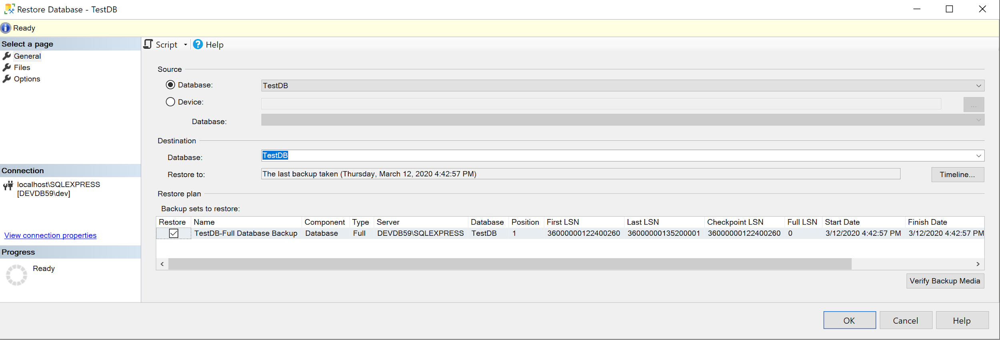 Restore Database - TestDB
Ready
Select a page
General
Files
Options
Script
Help
Source
Database:
TestDB
Device:
...
Database:
Destination
Database:
TestDB
Restore to:
The last backup taken (Thursday, March 12, 2020 4:42:57 PM)
Timeline...
Restore plan
Backup sets to restore:
Restore Name Component Type Server Database Position First LSN Last LSN Checkpoint LSN Full LSN Start Date Finish Date
TestDB-Full Database Backup Database Full DEVDB59\SQLEXPRESS TestDB 1 36000000122400260 36000000135200001 36000000122400260 0 3/12/2020 4:42:57 PM 3/12/2020 4:42:57 PM
Verify Backup Media
Connection
localhost\SQLEXPRESS
[DEVDB59\dev]
View connection properties
Progress
Ready
OK
Cancel
Help